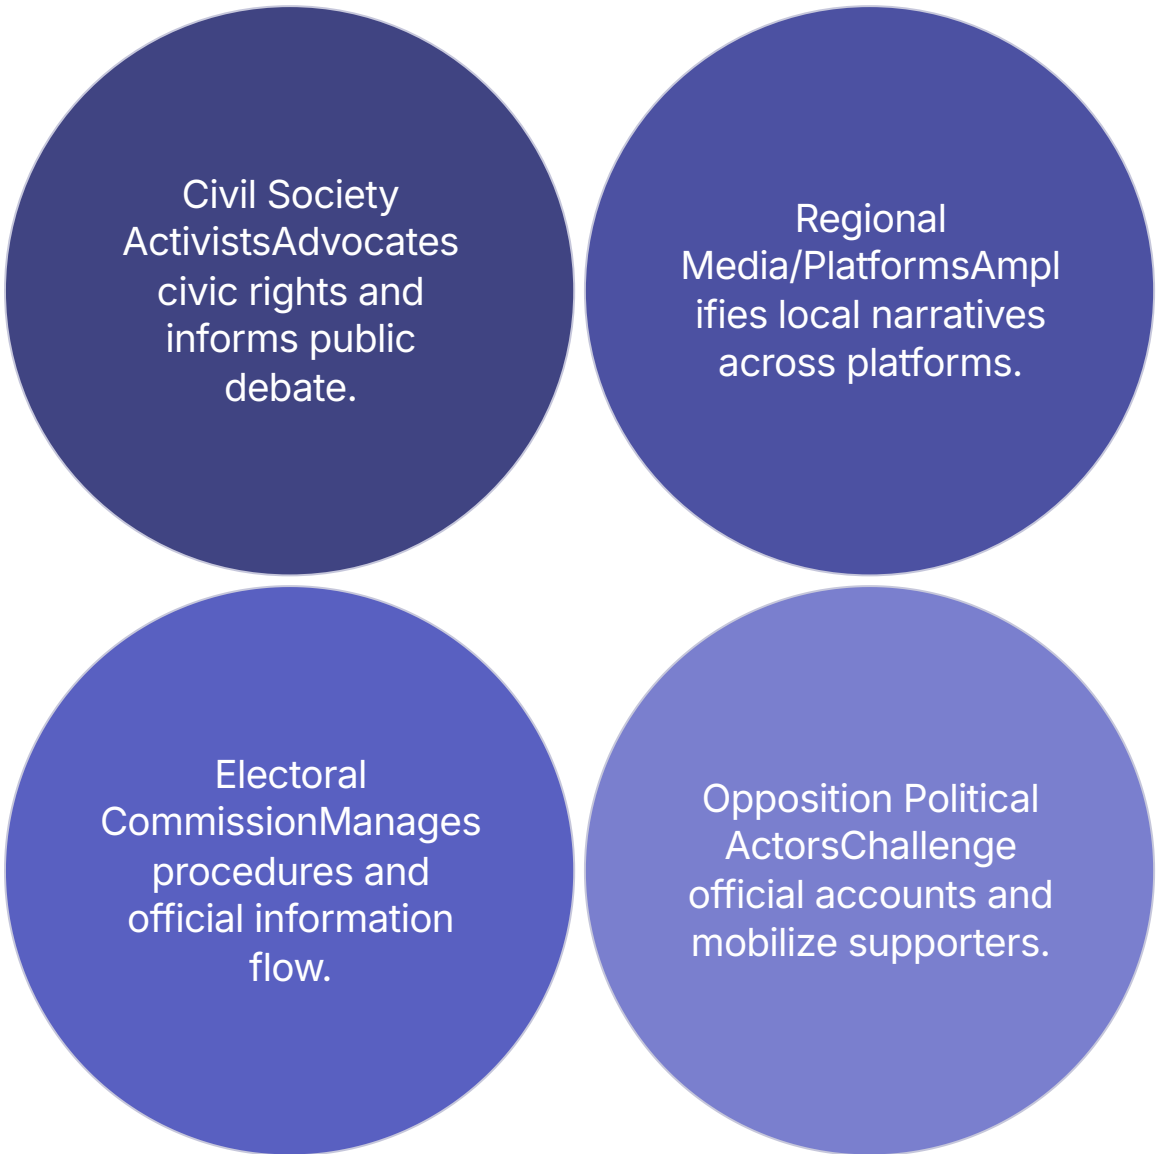 Civil Society
ActivistsAdvocates
civic rights and
informs public
debate.
Regional
Media/PlatformsAmpl
ifies local narratives
across platforms.
Electoral
CommissionManages
procedures and
official information
flow.
Opposition Political
ActorsChallenge
official accounts and
mobilize supporters.